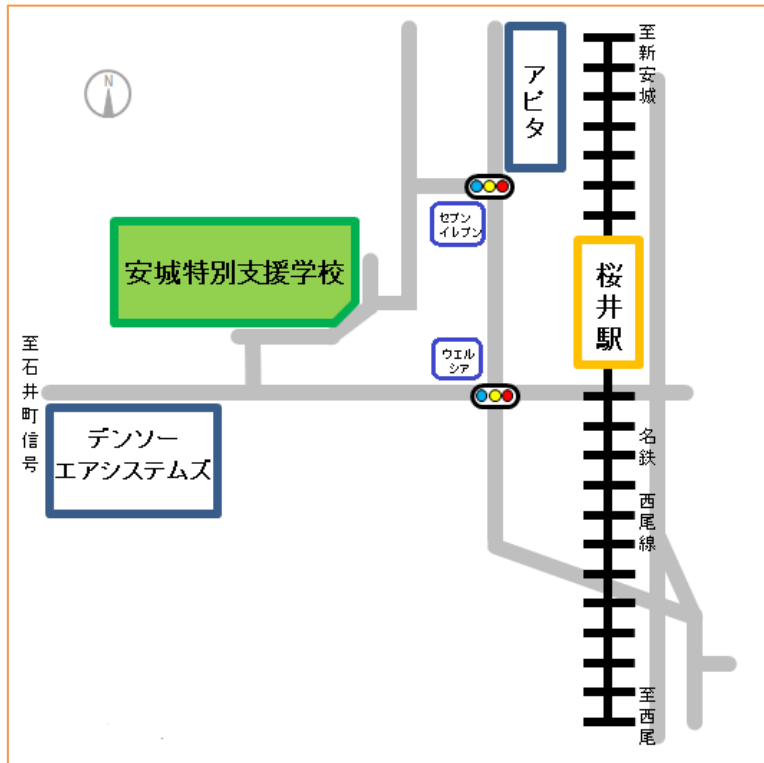 N
至新安城
アピタ
セブン
イレブン
安城特別支援学校
桜井駅
至石井町信号
ウエル
シア
デンソー
エアシステムズ
名鉄 西尾線
至西尾